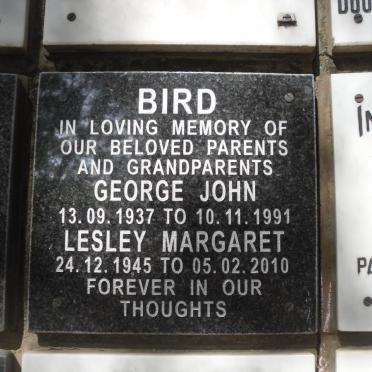 BIRD
IN LOVING MEMORY OF
OUR BELOVED PARENTS
AND GRANDPARENTS
GEORGE JOHN
13.09.1937 TO 10.11.1991
LESLEY MARGARET
24.12.1945 TO 05.02.2010
FOREVER IN OUR
THOUGHTS